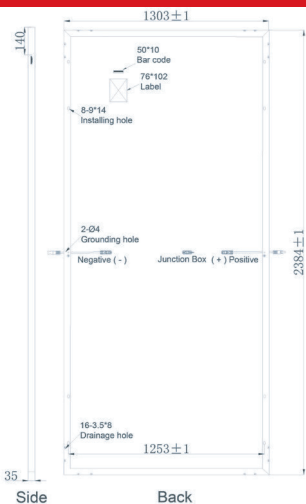 1303±1
140
50*10
Bar code
76*102
Label
8-9*14
Installing hole
2-Ø4
Grounding hole
Negative ( - )
Junction Box ( + ) Positive
2384±1
16-3.5*8
Drainage hole
1253±1
35
Side
Back